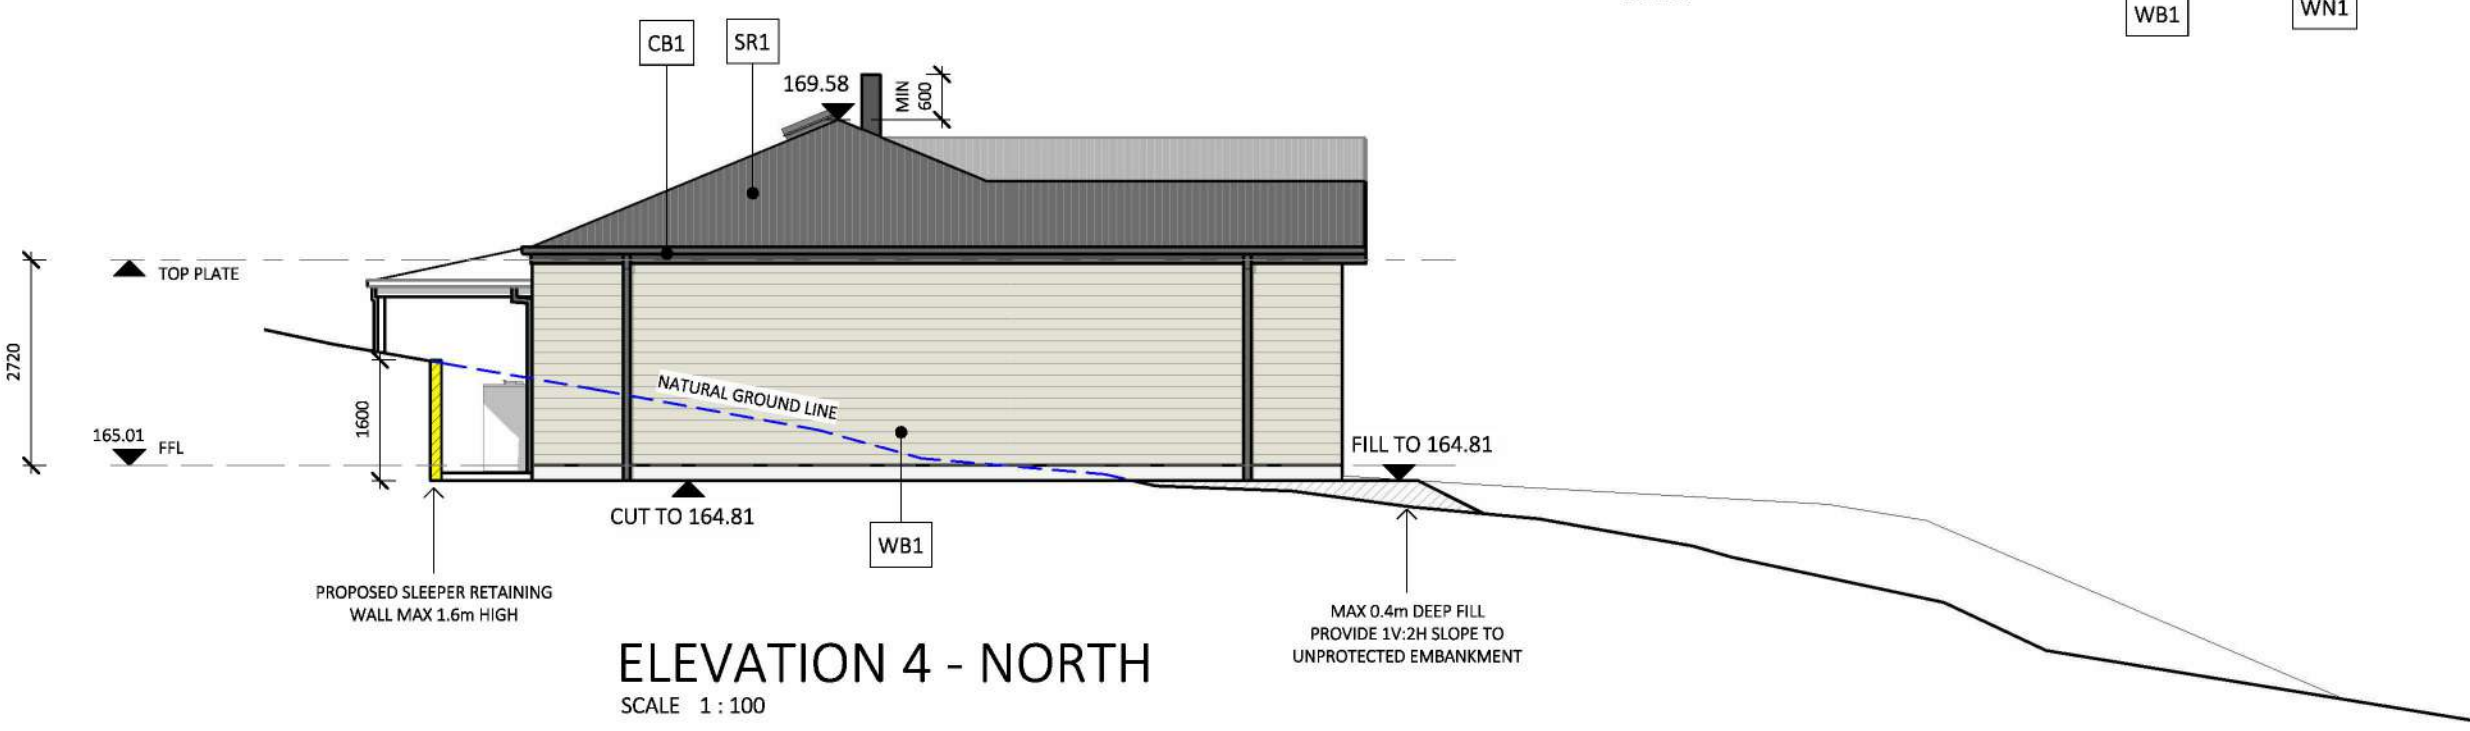 WB1
WN1
CB1
SR1
169.58
MIN
600
TOP PLATE
2720
1600
165.01
FFL
NATURAL GROUND LINE
FILL TO 164.81
CUT TO 164.81
WB1
PROPOSED SLEEPER RETAINING
WALL MAX 1.6m HIGH
MAX 0.4m DEEP FILL
PROVIDE 1V:2H SLOPE TO
UNPROTECTED EMBANKMENT
ELEVATION 4 - NORTH
SCALE 1 : 100